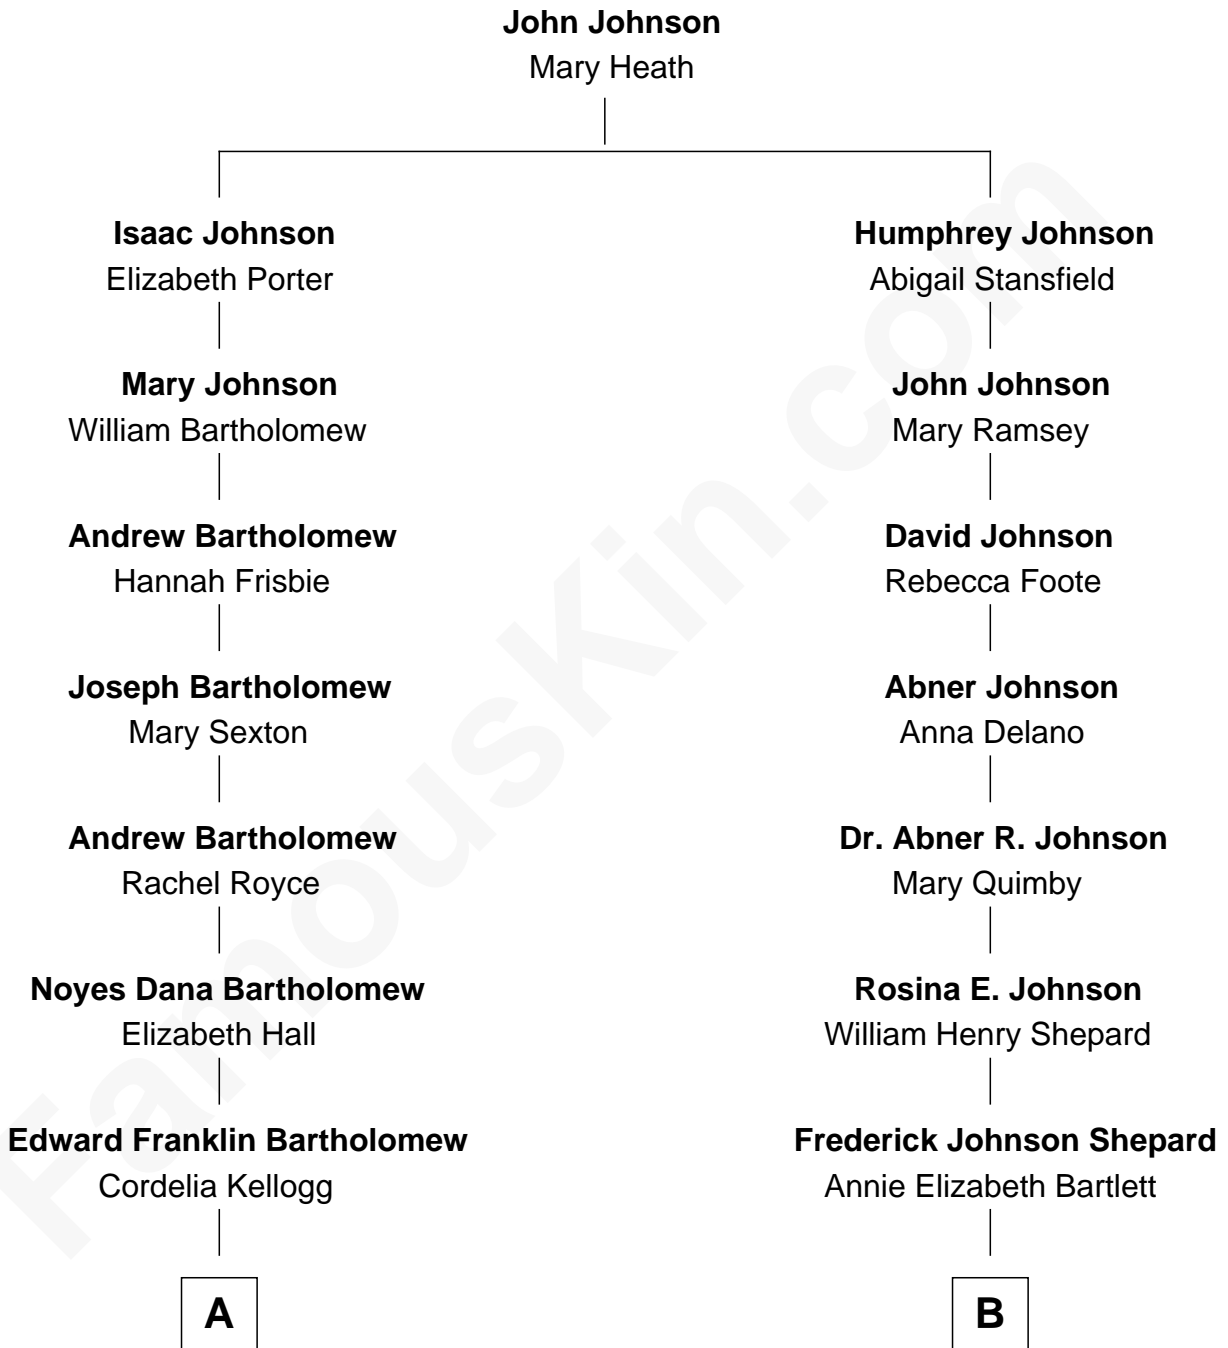 John Johnson
Mary Heath
Isaac Johnson
Elizabeth Porter
Humphrey Johnson
Abigail Stansfield
Mary Johnson
William Bartholomew
John Johnson
Mary Ramsey
Andrew Bartholomew
Hannah Frisbie
David Johnson
Rebecca Foote
Joseph Bartholomew
Mary Sexton
Abner Johnson
Anna Delano
Andrew Bartholomew
Rachel Royce
Dr. Abner R. Johnson
Mary Quimby
Noyes Dana Bartholomew
Elizabeth Hall
Rosina E. Johnson
William Henry Shepard
Edward Franklin Bartholomew
Cordelia Kellogg
Frederick Johnson Shepard
Annie Elizabeth Bartlett
A
B
FamousKin.com